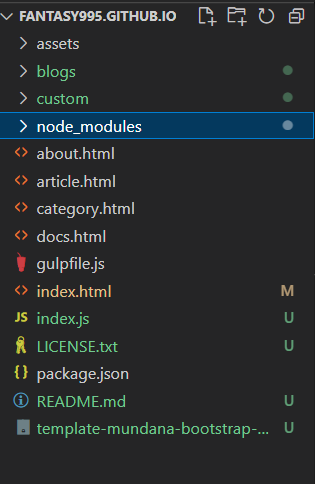 FANTASY995.GITHUB.IO
assets
blogs
custom
node_modules
about.html
article.html
category.html
docs.html
gulpfile.js
index.html M
JS index.js U
LICENSE.txt U
package.json
README.md U
template-mundana-bootstrap-... U